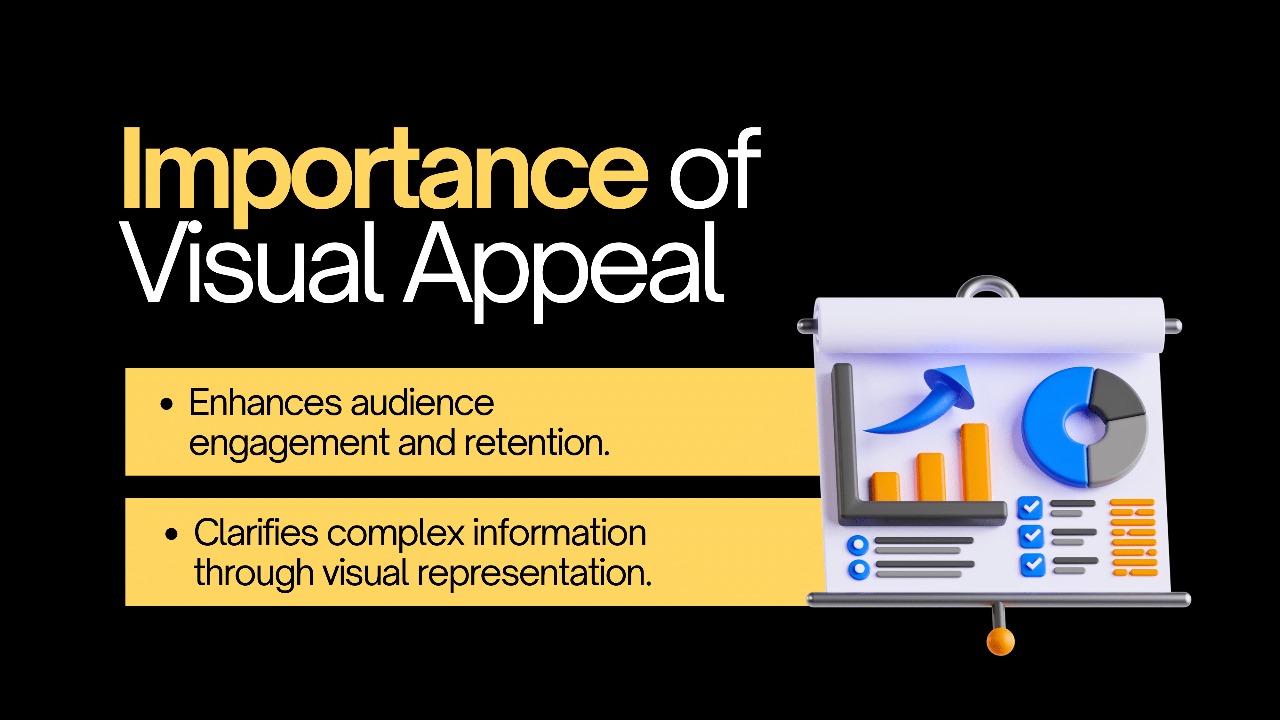 Importance of
Visual Appeal
• Enhances audience
engagement and retention.
• Clarifies complex information
through visual representation.